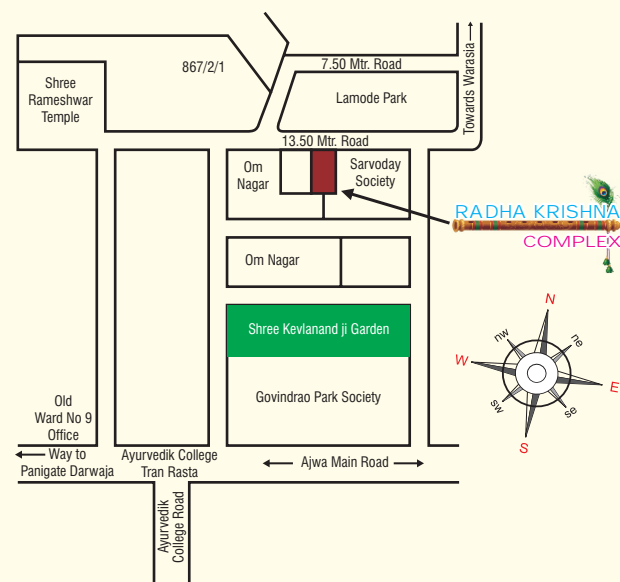 867/2/1
7.50 Mtr. Road
Towards Warasia
Shree
Rameshwar
Temple
Lamode Park
13.50 Mtr. Road
Om
Nagar
Sarvoday
Society
RADHA KRISHNA
COMPLEX
Om Nagar
Shree Kevlanand ji Garden
Govindrao Park Society
N
nw
ne
W
E
sw
se
S
Old
Ward No 9
Office
Way to
Panigate Darwaja
Ayurvedik College
Tran Rasta
Ajwa Main Road
Ayurvedik
College Road